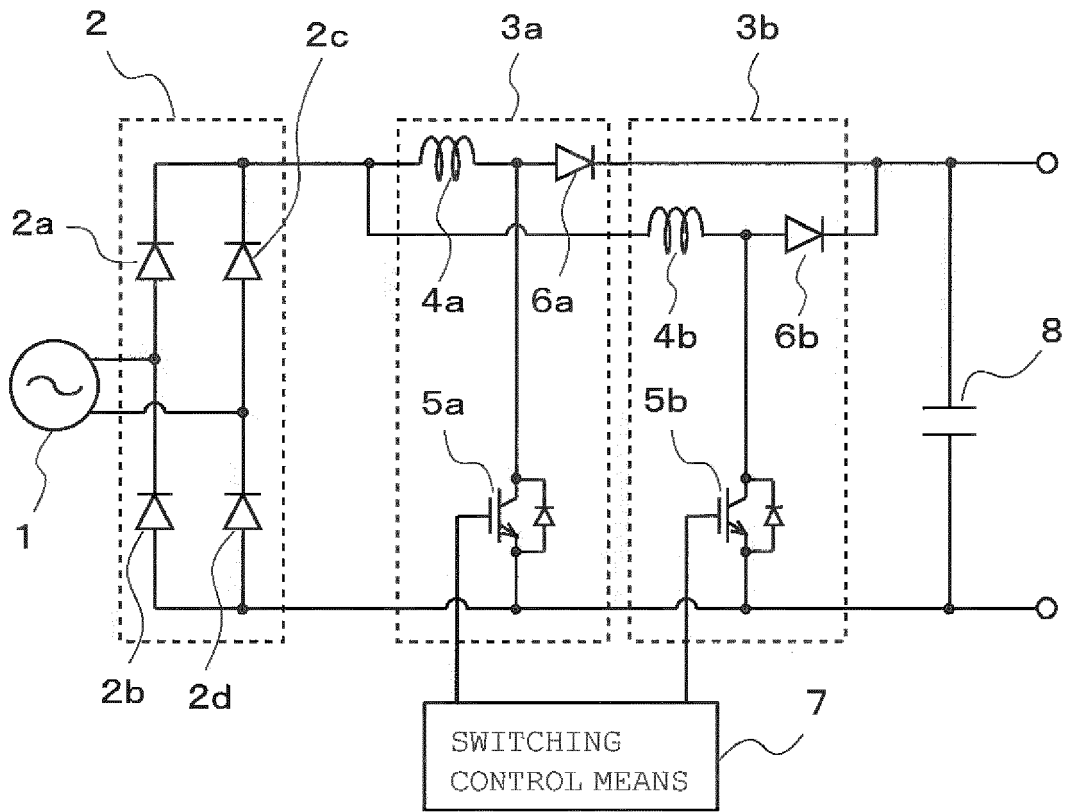 2
2c
3a
3b
2a
4a
6a
4b
6b
8
5a
5b
1
2b
2d
7
SWITCHING
CONTROL MEANS